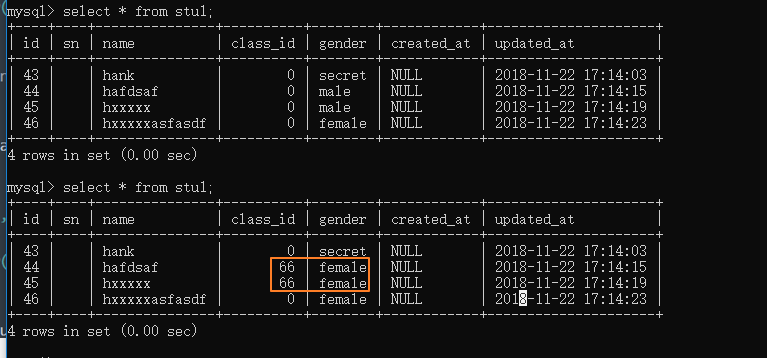 mysql> select * from stu1;
+----+----+--------------+----------+--------+------------+---------------------+
| id | sn | name | class_id | gender | created_at | updated_at |
+----+----+--------------+----------+--------+------------+---------------------+
| 43 | | hank | 0 | secret | NULL | 2018-11-22 17:14:03 |
| 44 | | hafdsaf | 0 | male | NULL | 2018-11-22 17:14:15 |
| 45 | | hxxxxx | 0 | male | NULL | 2018-11-22 17:14:19 |
| 46 | | hxxxxxasfasdf | 0 | female | NULL | 2018-11-22 17:14:23 |
+----+----+--------------+----------+--------+------------+---------------------+
4 rows in set (0.00 sec)
mysql> select * from stu1;
+----+----+--------------+----------+--------+------------+---------------------+
| id | sn | name | class_id | gender | created_at | updated_at |
+----+----+--------------+----------+--------+------------+---------------------+
| 43 | | hank | 0 | secret | NULL | 2018-11-22 17:14:03 |
| 44 | | hafdsaf | 66 | female | NULL | 2018-11-22 17:14:15 |
| 45 | | hxxxxx | 66 | female | NULL | 2018-11-22 17:14:19 |
| 46 | | hxxxxxasfasdf | 0 | female | NULL | 2018-11-22 17:14:23 |
+----+----+--------------+----------+--------+------------+---------------------+
4 rows in set (0.00 sec)